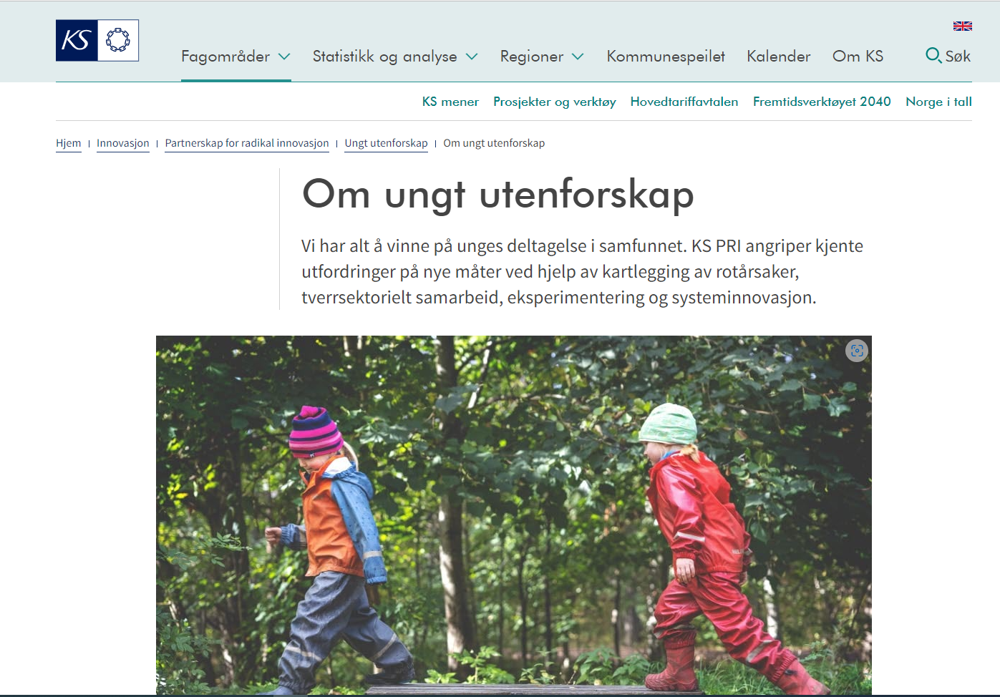 KS
Fagområder Statistikk og analyse Regioner Kommunespeilet Kalender Om KS Søk
KS mener Prosjekter og verktøy Hovedtariffavtalen Fremtidsverktøyet 2040 Norge i tall
Hjem Innovasjon Partnerskap for radikal innovasjon Ungt utenforskap Om ungt utenforskap
Om ungt utenforskap
Vi har alt å vinne på unges deltagelse i samfunnet. KS PRI angriper kjente
utfordringer på nye måter ved hjelp av kartlegging av rotårsaker,
tverrsektorielt samarbeid, eksperimentering og systeminnovasjon.